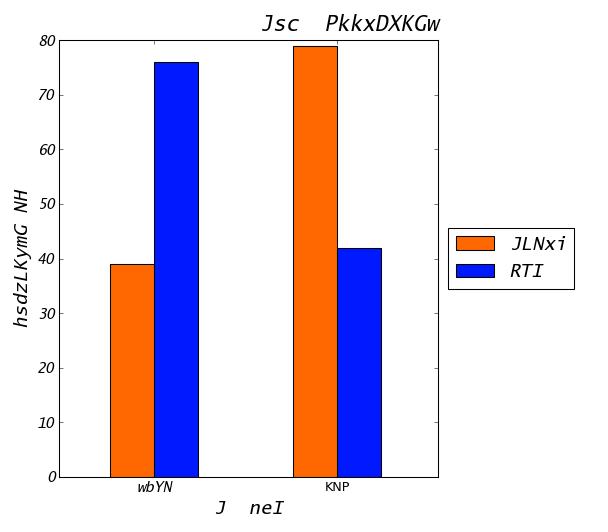 Jsc  PkkxDXKGw
80
70
60
50
40
30
20
10
0
hsdzLKymG NH
wbYN
KNP
J  neI
JLNxi
RTI